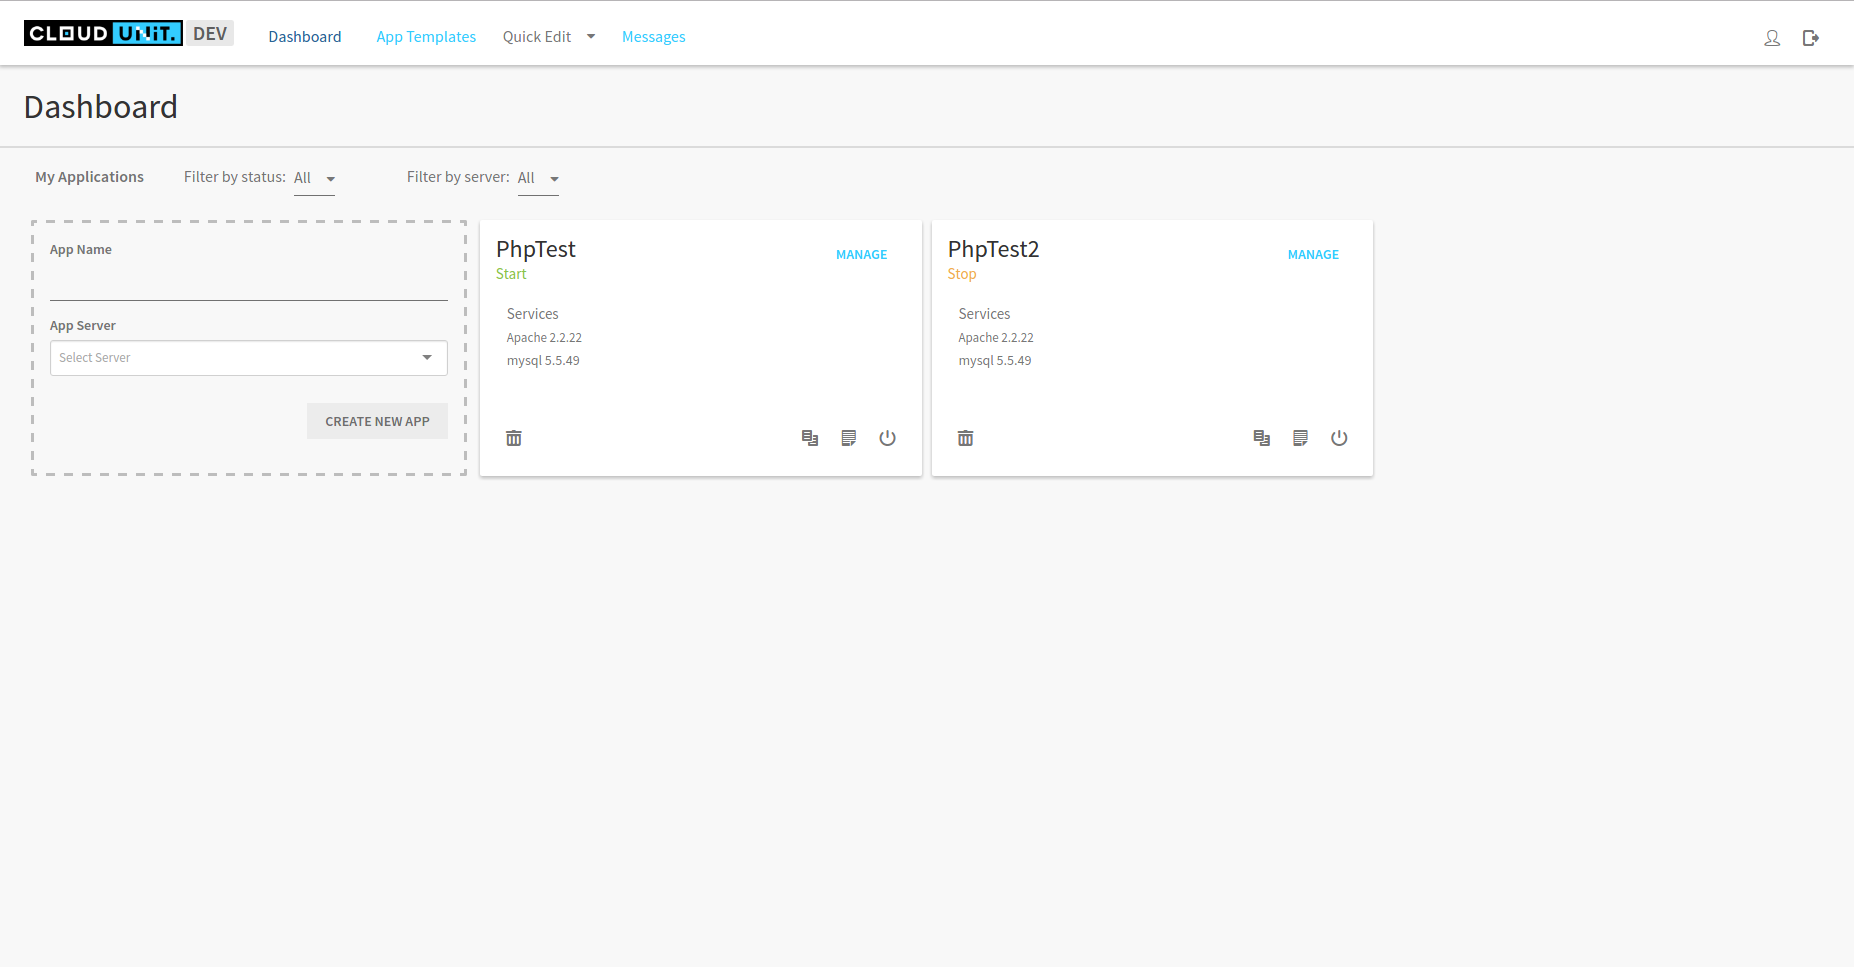 CLOUD UNIT. DEV Dashboard App Templates Quick Edit Messages
Dashboard
My Applications Filter by status: All Filter by server: All
App Name
App Server
Select Server
CREATE NEW APP
PhpTest MANAGE
Start
Services
Apache 2.2.22
mysql 5.5.49
PhpTest2 MANAGE
Stop
Services
Apache 2.2.22
mysql 5.5.49